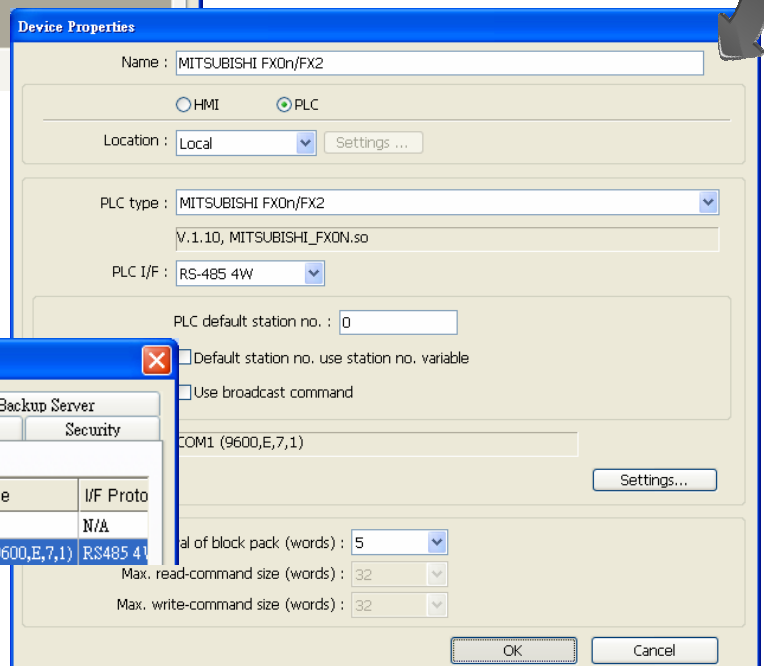 Device Properties
Name : MITSUBISHI FX0n/FX2
HMI PLC
Location : Local Settings ...
PLC type : MITSUBISHI FX0n/FX2
V.1.10, MITSUBISHI_FX0N.so
PLC I/F : RS-485 4W
PLC default station no. : 0
Default station no. use station no. variable
Use broadcast command
COM1 (9600,E,7,1)
Settings...
Backup Server
Security
e I/F Proto
N/A
600,E,7,1) RS485 4
al of block pack (words) : 5
Max. read-command size (words) : 32
Max. write-command size (words) : 32
OK Cancel